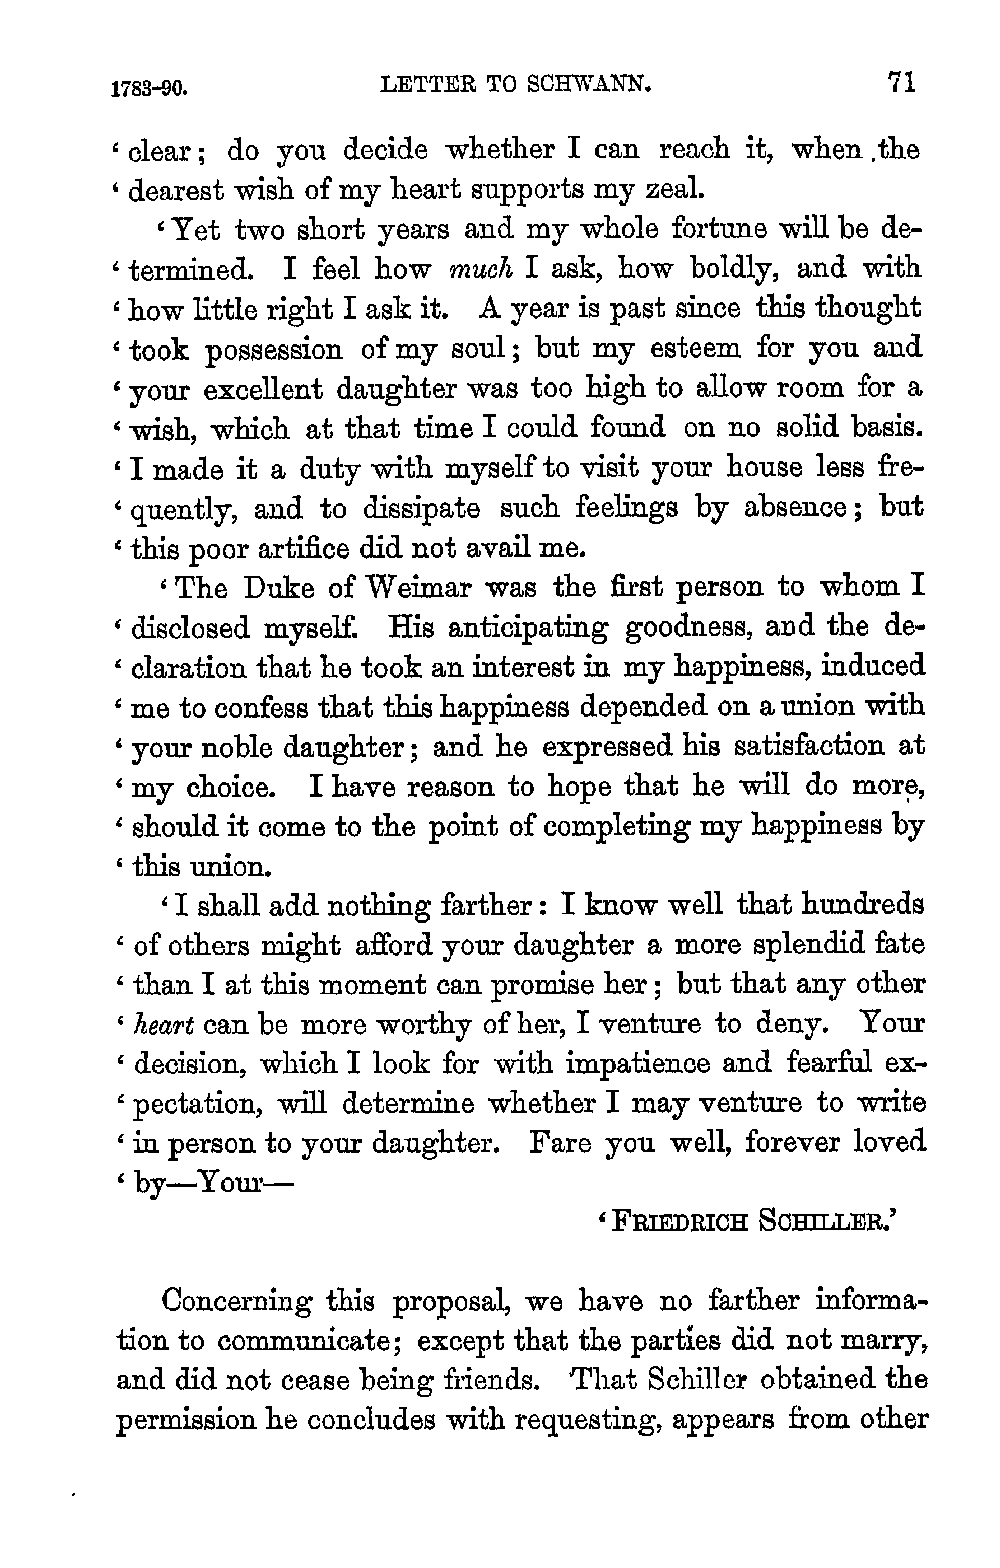 1783-90. LETTER TO SCHWANN. 71
‘ clear; do you decide whether I can reach it, when .the
‘ dearest wish of my heart supports my zeal.
‘ Yet two short years and my whole fortune will be de-
‘ termined. I feel how much I ask, how boldly, and with
‘ how little right I ask it. A year is past since this thought
‘ took possession of my soul; but my esteem for you and
‘ your excellent daughter was too high to allow room for a
‘ wish, which at that time I could found on no solid basis.
‘ I made it a duty with myself to visit your house less fre-
‘ quently, and to dissipate such feelings by absence; but
‘ this poor artifice did not avail me.
‘ The Duke of Weimar was the first person to whom I
‘ disclosed myself. His anticipating goodness, and the de-
‘ claration that he took an interest in my happiness, induced
‘ me to confess that this happiness depended on a union with
‘ your noble daughter; and he expressed his satisfaction at
‘ my choice. I have reason to hope that he will do more,
‘ should it come to the point of completing my happiness by
‘ this union.
‘ I shall add nothing farther: I know well that hundreds
‘ of others might afford your daughter a more splendid fate
‘ than I at this moment can promise her; but that any other
‘ heart can be more worthy of her, I venture to deny. Your
‘ decision, which I look for with impatience and fearful ex-
‘ pectation, will determine whether I may venture to write
‘ in person to your daughter. Fare you well, forever loved
‘ by—Your—
‘ FRIEDRICH SCHILLER.’
Concerning this proposal, we have no farther informa-
tion to communicate; except that the parties did not marry,
and did not cease being friends. That Schiller obtained the
permission he concludes with requesting, appears from other